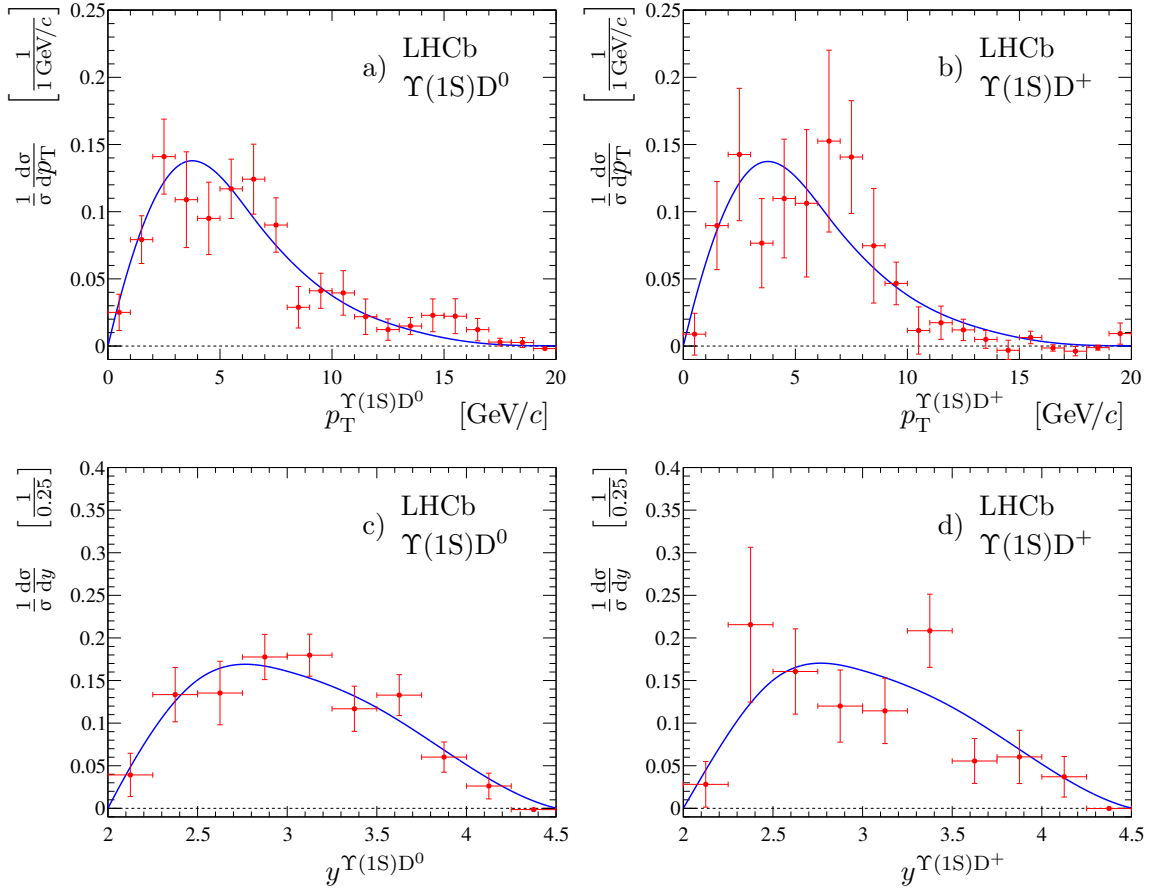 1/σ dσ/dpT [1/1 GeV/c]
0.25
0.2
0.15
0.1
0.05
0
a) LHCb
ϒ(1S)D⁰
0 5 10 15 20
pT^ϒ(1S)D⁰ [GeV/c]
1/σ dσ/dpT [1/1 GeV/c]
0.25
0.2
0.15
0.1
0.05
0
b) LHCb
ϒ(1S)D⁺
0 5 10 15 20
pT^ϒ(1S)D⁺ [GeV/c]
1/σ dσ/dy [1/0.25]
0.4
0.35
0.3
0.25
0.2
0.15
0.1
0.05
0
c) LHCb
ϒ(1S)D⁰
2 2.5 3 3.5 4 4.5
y^ϒ(1S)D⁰
1/σ dσ/dy [1/0.25]
0.4
0.35
0.3
0.25
0.2
0.15
0.1
0.05
0
d) LHCb
ϒ(1S)D⁺
2 2.5 3 3.5 4 4.5
y^ϒ(1S)D⁺